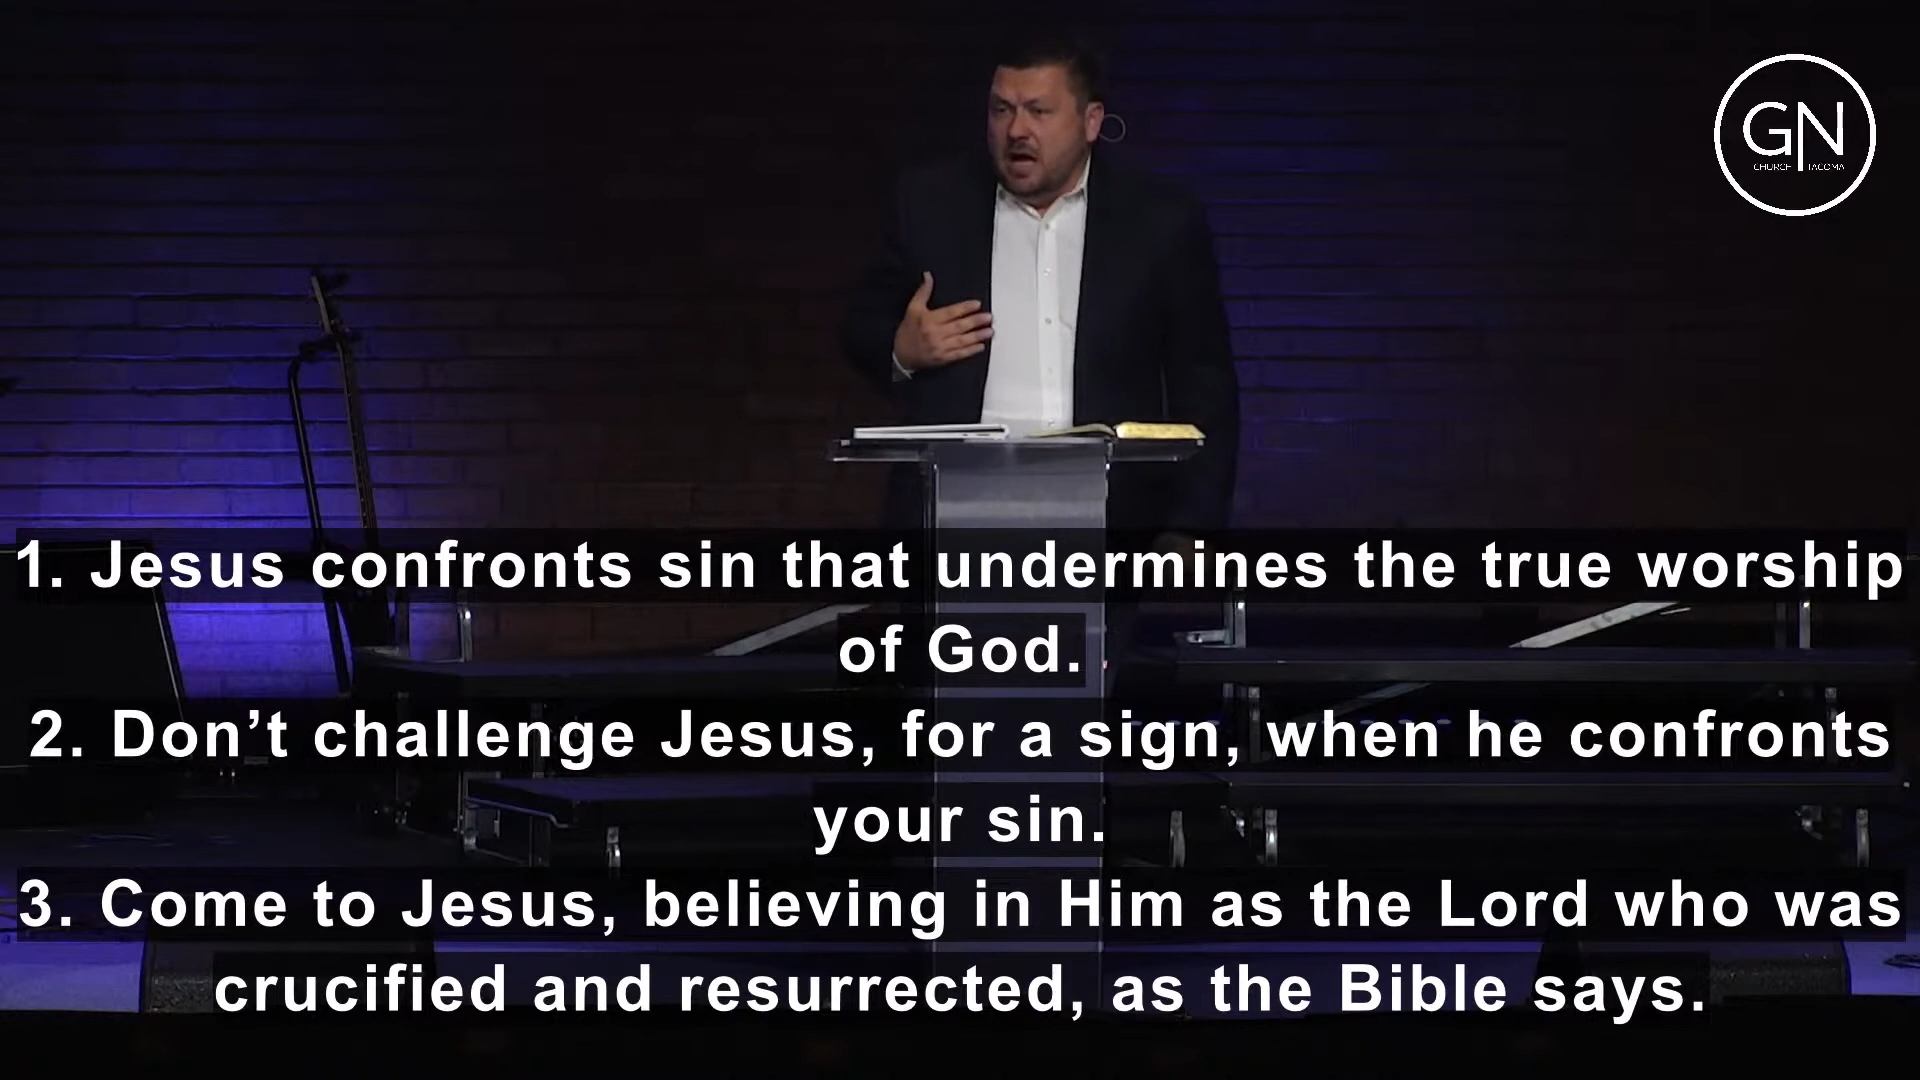 GN
CHURCH TACOMA
1. Jesus confronts sin that undermines the true worship
of God.
2. Don’t challenge Jesus, for a sign, when he confronts
your sin.
3. Come to Jesus, believing in Him as the Lord who was
crucified and resurrected, as the Bible says.